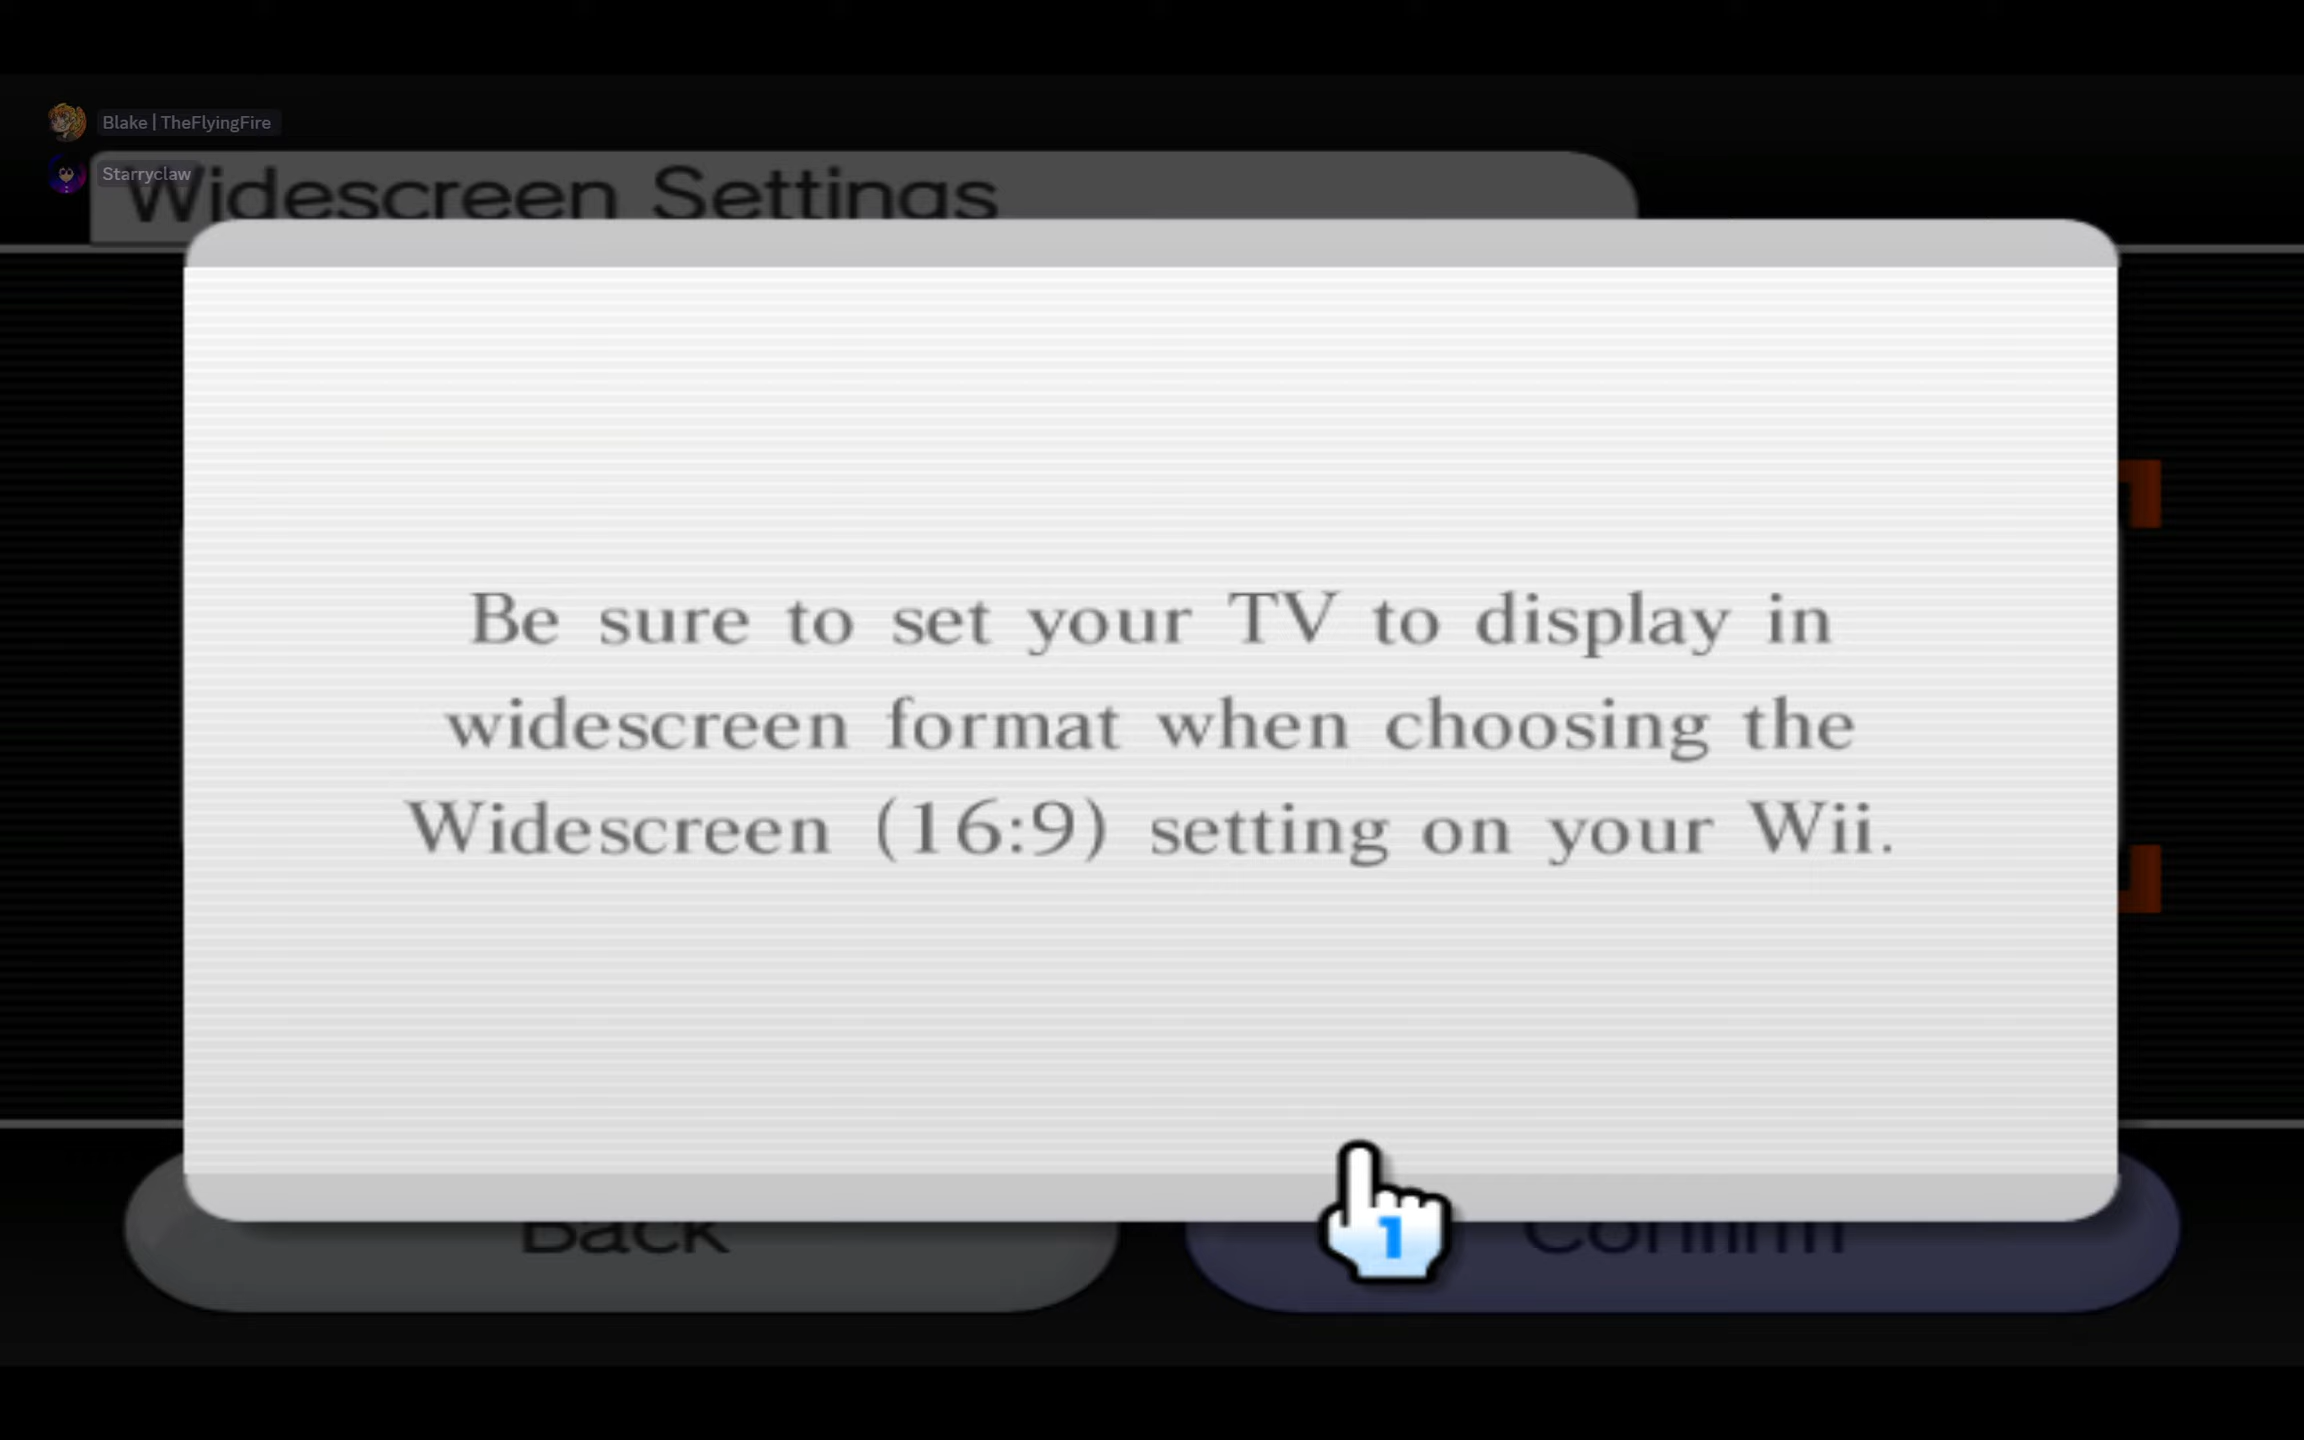 Blake | TheFlyingFire
Starryclaw
Widescreen Settings
Be sure to set your TV to display in
widescreen format when choosing the
Widescreen (16:9) setting on your Wii.
1
Back
Confirm